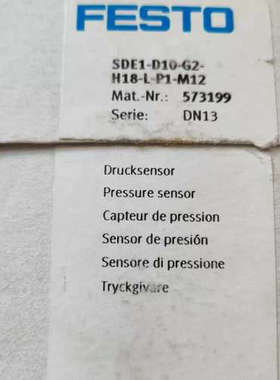 FESTO
SDE1-D10-G2-
H18-L-P1-M12
Mat.-Nr.: 573199
Serie: DN13
Drucksensor
Pressure sensor
Capteur de pression
Sensor de presión
Sensore di pressione
Tryckgivare